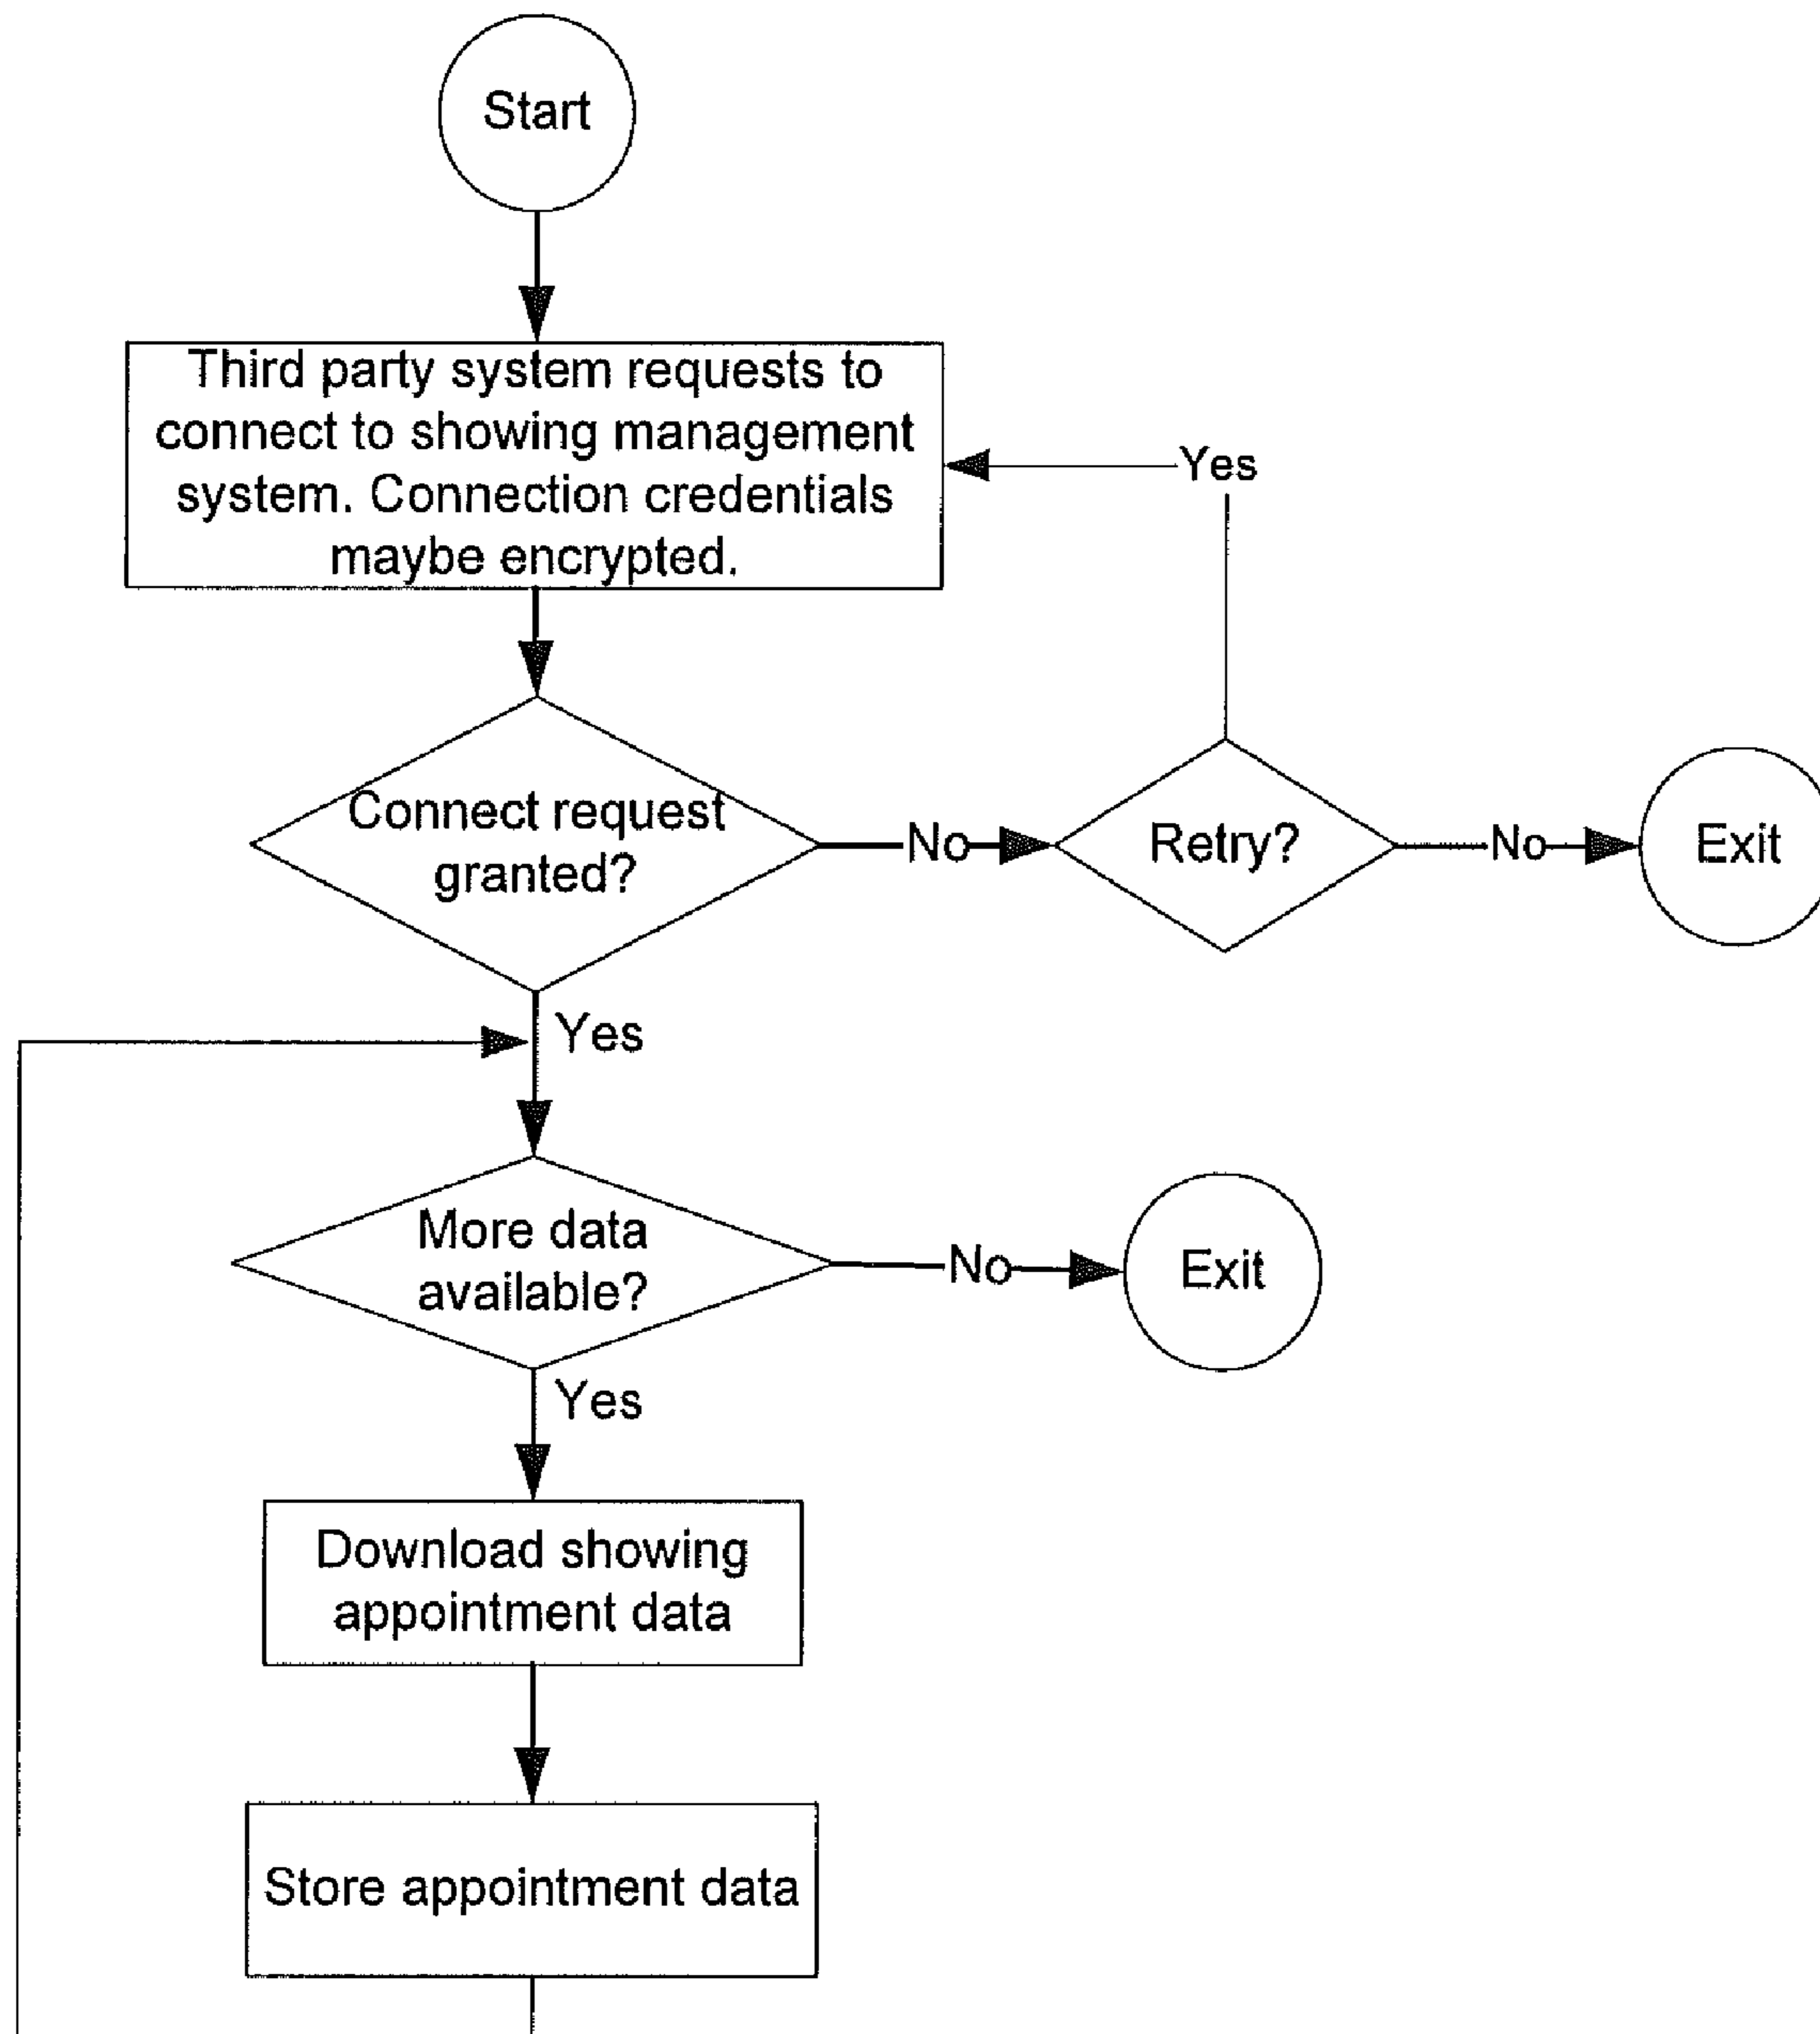 Start
Third party system requests to
connect to showing management
system. Connection credentials
maybe encrypted.
Yes
Connect request
granted?
No
Retry?
No
Exit
Yes
More data
available?
No
Exit
Yes
Download showing
appointment data
Store appointment data